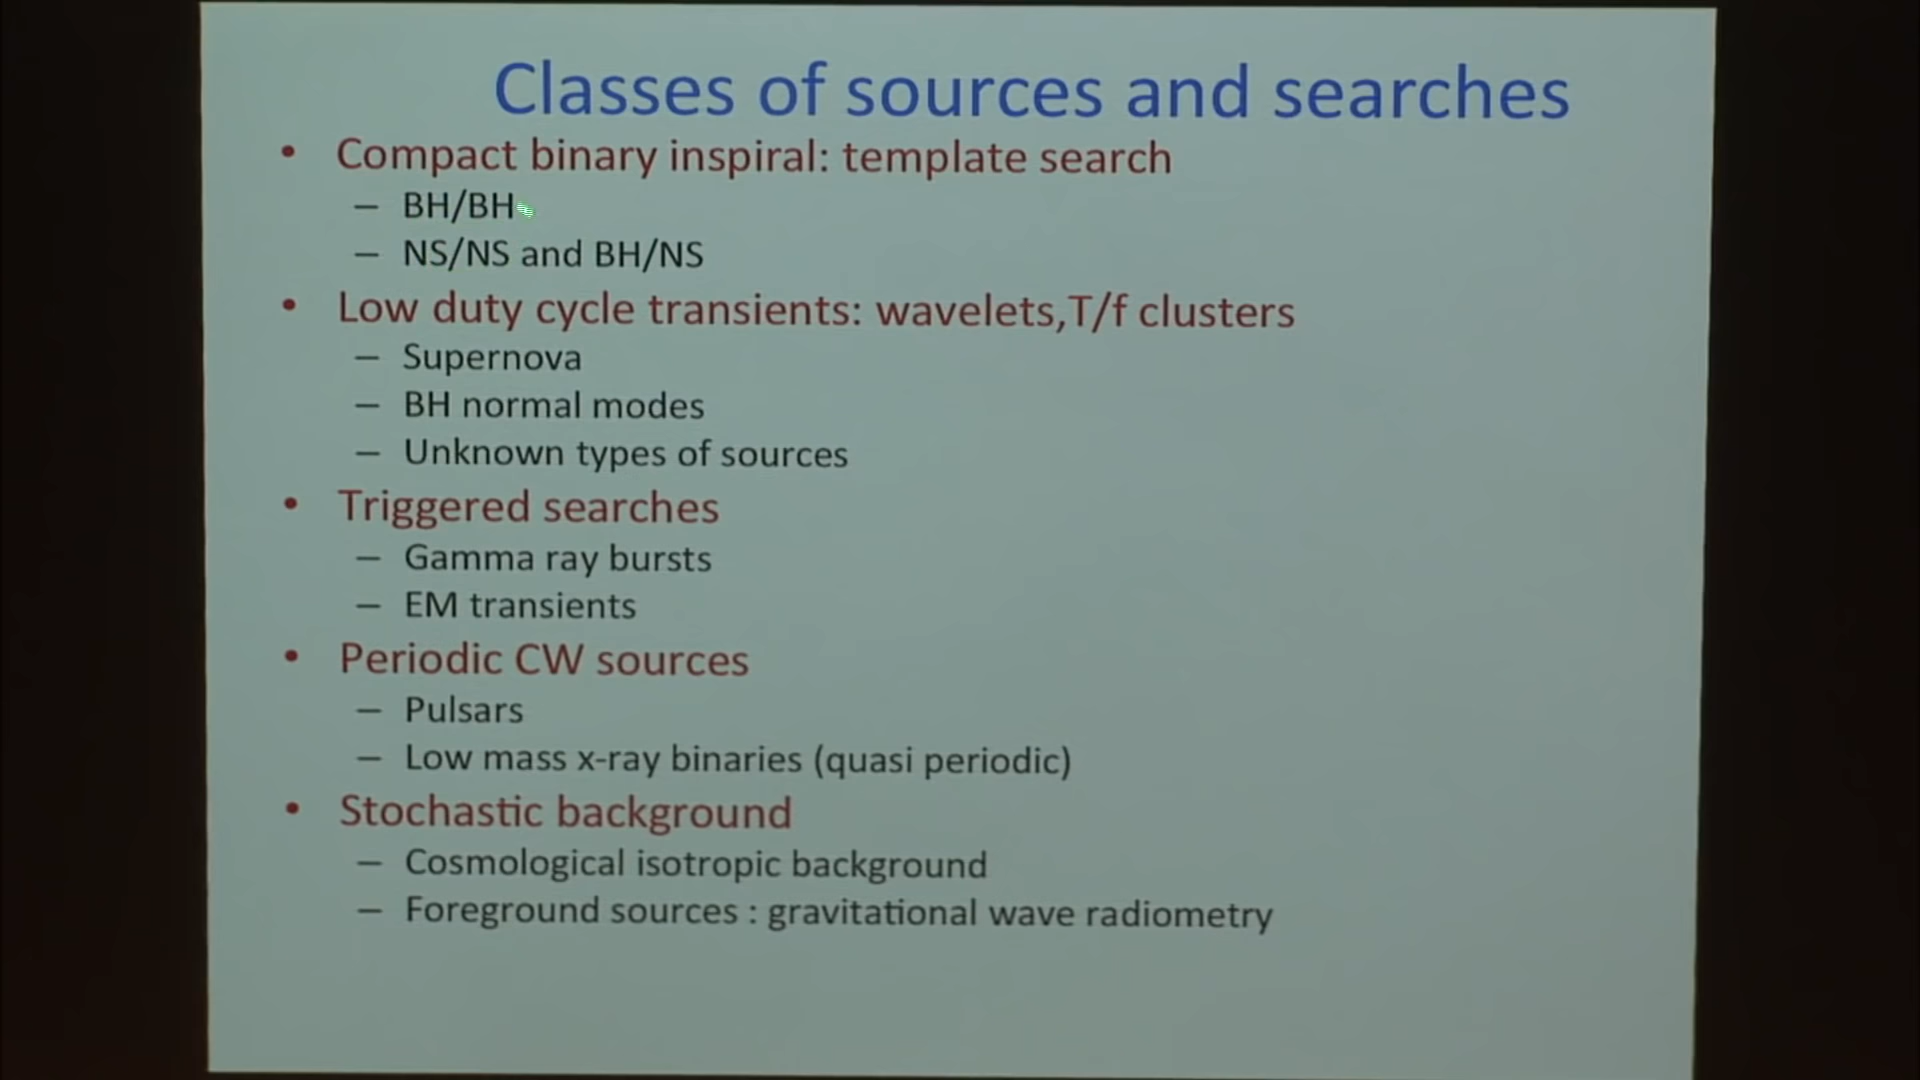 Classes of sources and searches
• Compact binary inspiral: template search
– BH/BH
– NS/NS and BH/NS
• Low duty cycle transients: wavelets,T/f clusters
– Supernova
– BH normal modes
– Unknown types of sources
• Triggered searches
– Gamma ray bursts
– EM transients
• Periodic CW sources
– Pulsars
– Low mass x-ray binaries (quasi periodic)
• Stochastic background
– Cosmological isotropic background
– Foreground sources : gravitational wave radiometry